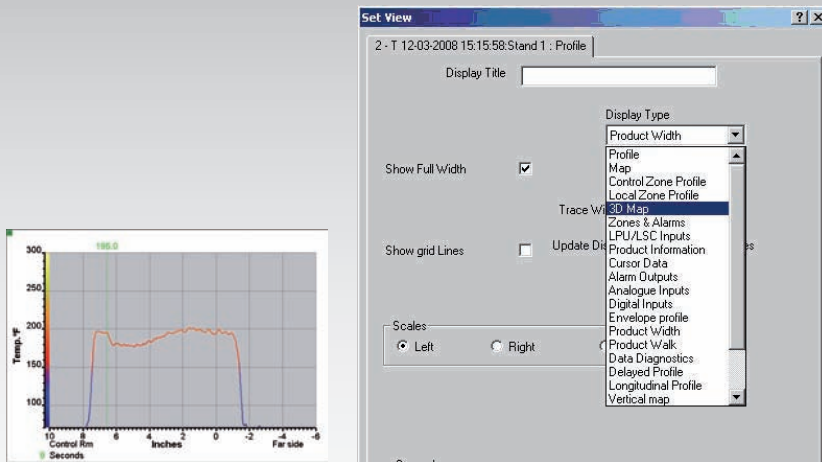 Set View
2 - T 12-03-2008 15:15:58:Stand 1 : Profile
Display Title
Display Type
Product Width
Show Full Width
Profile
Map
Control Zone Profile
Local Zone Profile
3D Map
Zones & Alarms
LPU/LSC Inputs
Product Information
Cursor Data
Alarm Outputs
Analogue Inputs
Digital Inputs
Envelope profile
Product Width
Product Walk
Data Diagnostics
Delayed Profile
Longitudinal Profile
Vertical map
Show grid Lines
Scales
Left
Right
195.0
300
250
200
150
100
Temp.°F
10 8 6 4 2 0 -2 -4 -6
Control Rm Inches Far side
Seconds